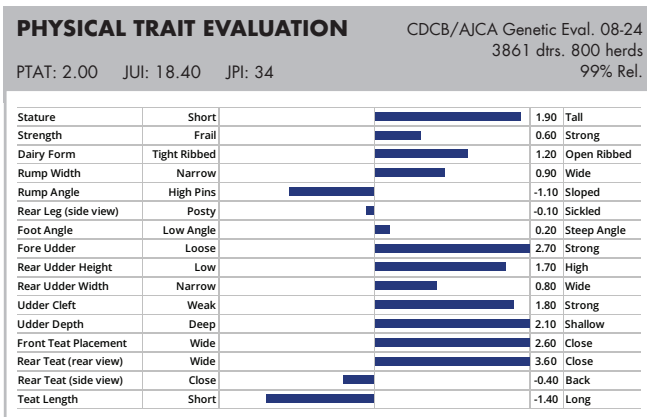 PHYSICAL TRAIT EVALUATION
CDCB/AJCA Genetic Eval. 08-24
3861 dtrs. 800 herds
PTAT: 2.00 JUI: 18.40 JPI: 34 99% Rel.
Stature Short 1.90 Tall
Strength Frail 0.60 Strong
Dairy Form Tight Ribbed 1.20 Open Ribbed
Rump Width Narrow 0.90 Wide
Rump Angle High Pins -1.10 Sloped
Rear Leg (side view) Posty -0.10 Sickled
Foot Angle Low Angle 0.20 Steep Angle
Fore Udder Loose 2.70 Strong
Rear Udder Height Low 1.70 High
Rear Udder Width Narrow 0.80 Wide
Udder Cleft Weak 1.80 Strong
Udder Depth Deep 2.10 Shallow
Front Teat Placement Wide 2.60 Close
Rear Teat (rear view) Wide 3.60 Close
Rear Teat (side view) Close -0.40 Back
Teat Length Short -1.40 Long